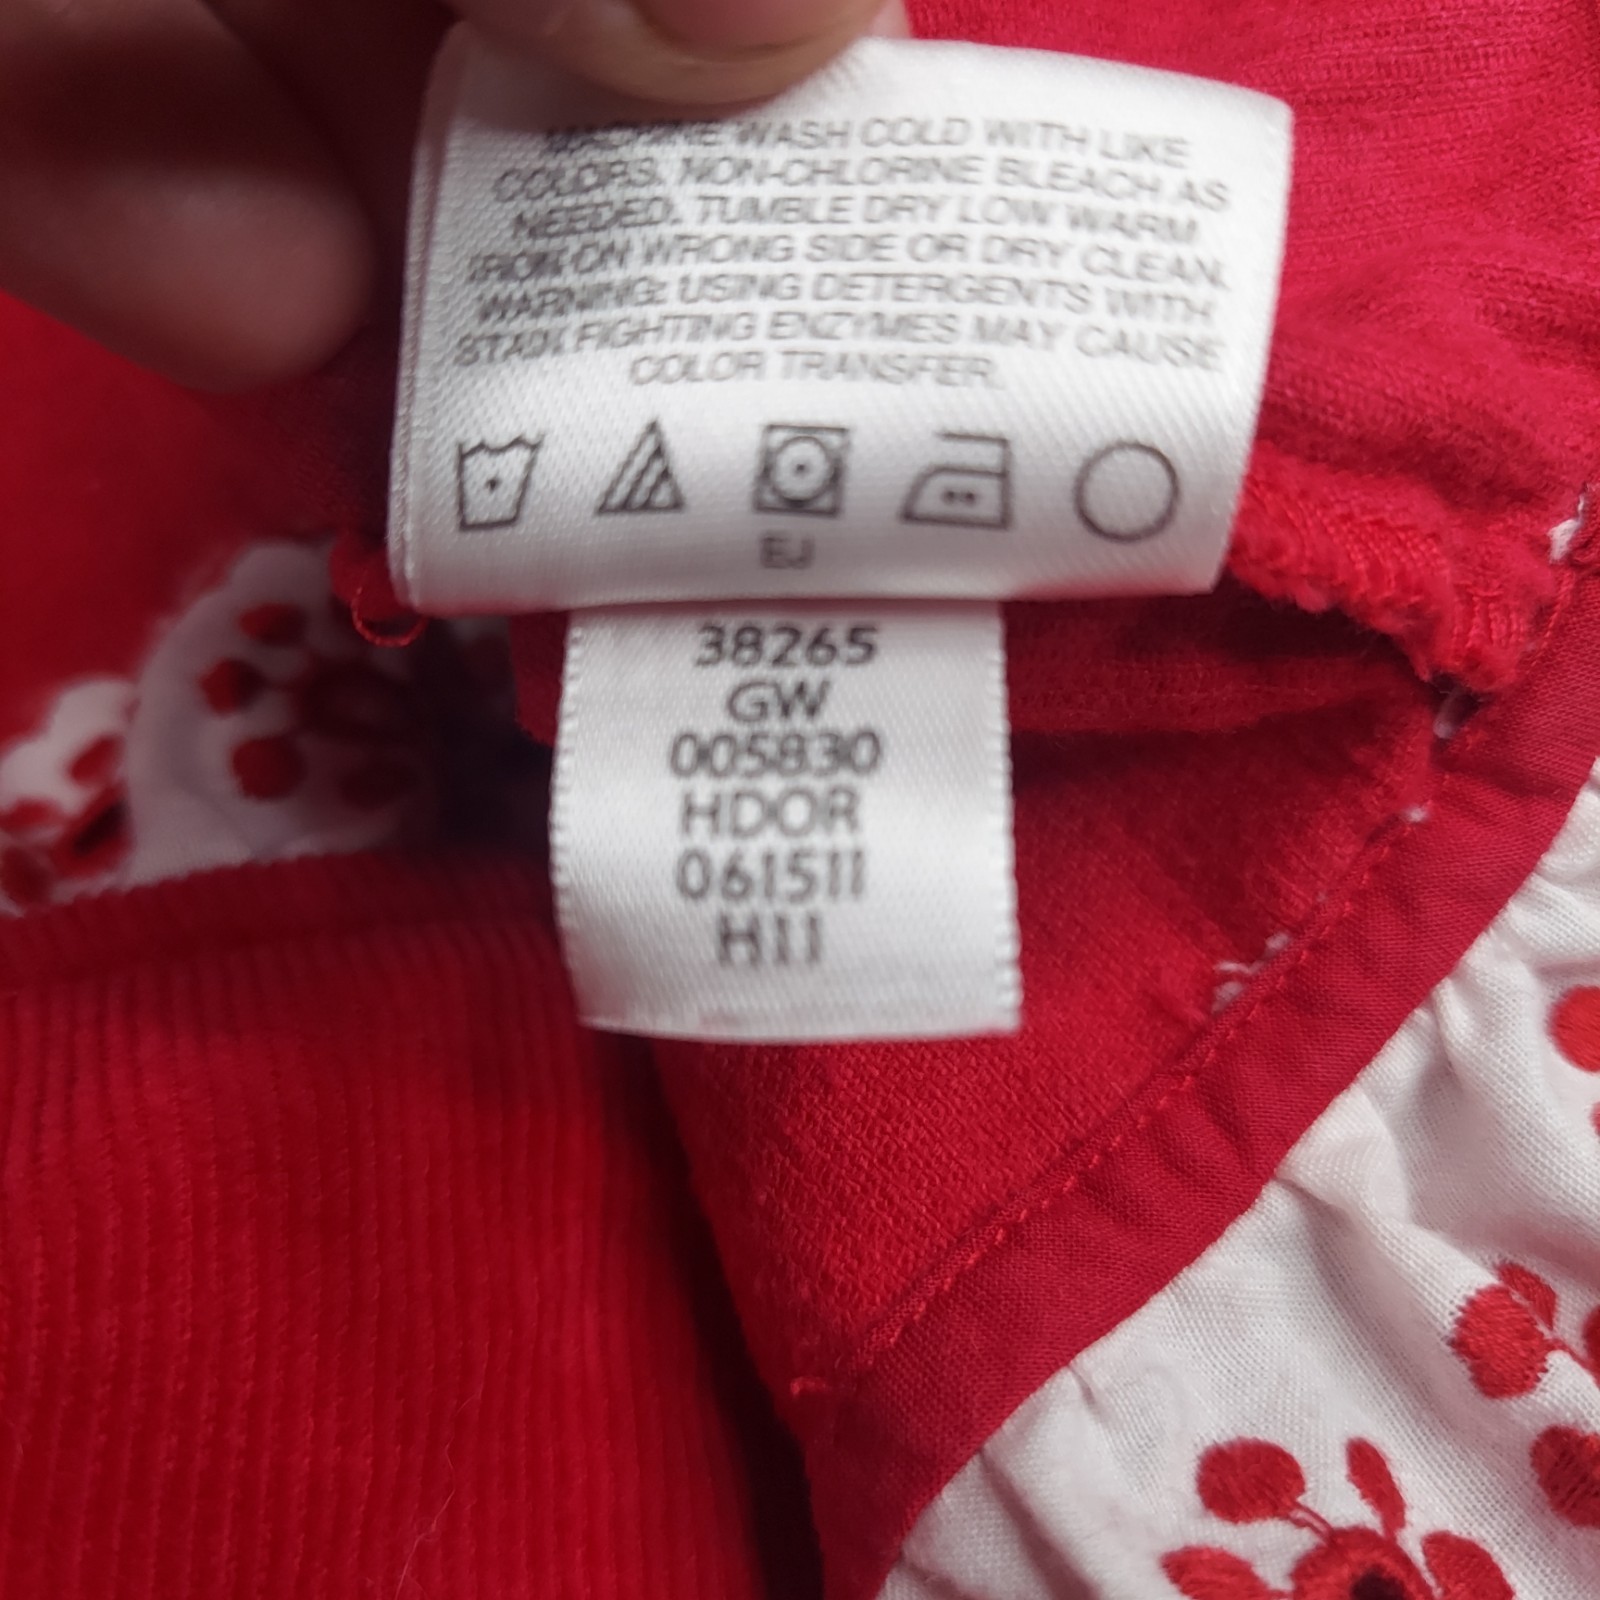 MACHINE WASH COLD WITH LIKE
COLORS. NON-CHLORINE BLEACH AS
NEEDED. TUMBLE DRY LOW WARM
IRON ON WRONG SIDE OR DRY CLEAN.
WARNING: USING DETERGENTS WITH
STAIN FIGHTING ENZYMES MAY CAUSE
COLOR TRANSFER.
EJ
38265
GW
005830
HDOR
061511
H11